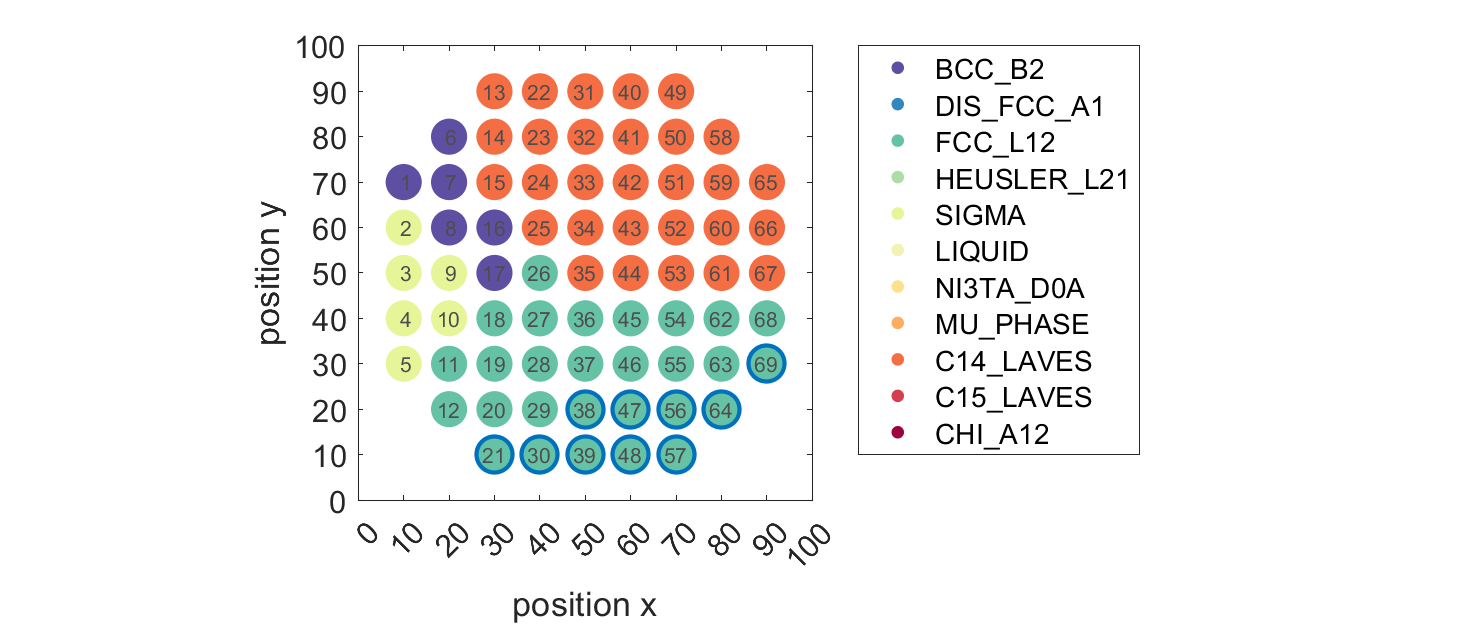 100
90
80
70
60
50
40
30
20
10
0
position y
13 22 31 40 49
6 14 23 32 41 50 58
1 7 15 24 33 42 51 59 65
2 8 16 25 34 43 52 60 66
3 9 17 26 35 44 53 61 67
4 10 18 27 36 45 54 62 68
5 11 19 28 37 46 55 63 69
12 20 29 38 47 56 64
21 30 39 48 57
0 10 20 30 40 50 60 70 80 90 100
position x
BCC_B2
DIS_FCC_A1
FCC_L12
HEUSLER_L21
SIGMA
LIQUID
NI3TA_D0A
MU_PHASE
C14_LAVES
C15_LAVES
CHI_A12